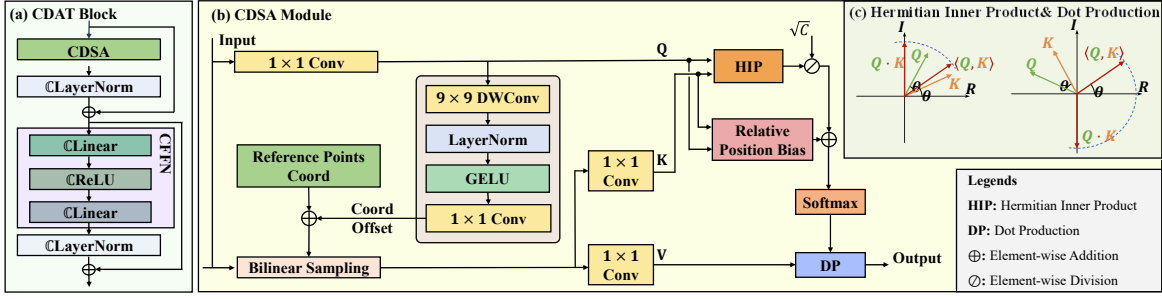 (a) CDAT Block
CDSA
ℂLayerNorm
ℂLinear
ℂReLU
ℂLinear
CFFN
ℂLayerNorm
(b) CDSA Module
Input
1 × 1 Conv
Q
9 × 9 DWConv
LayerNorm
GELU
1 × 1 Conv
Reference Points
Coord
Coord
Offset
Bilinear Sampling
1 × 1
Conv
K
1 × 1
Conv
V
HIP
√C
Relative
Position Bias
Softmax
DP
Output
(c) Hermitian Inner Product& Dot Production
I
Q
K
Q · K
⟨Q, K⟩
θ
θ
R
I
K
Q
⟨Q, K⟩
θ
θ
R
Q · K
Legends
HIP: Hermitian Inner Product
DP: Dot Production
⊕: Element-wise Addition
⊘: Element-wise Division